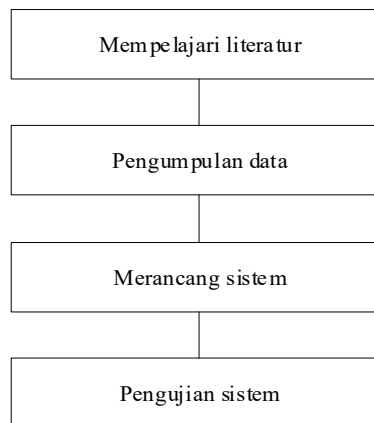 Mempelajari literatur
Pengumpulan data
Merancang sistem
Pengujian sistem